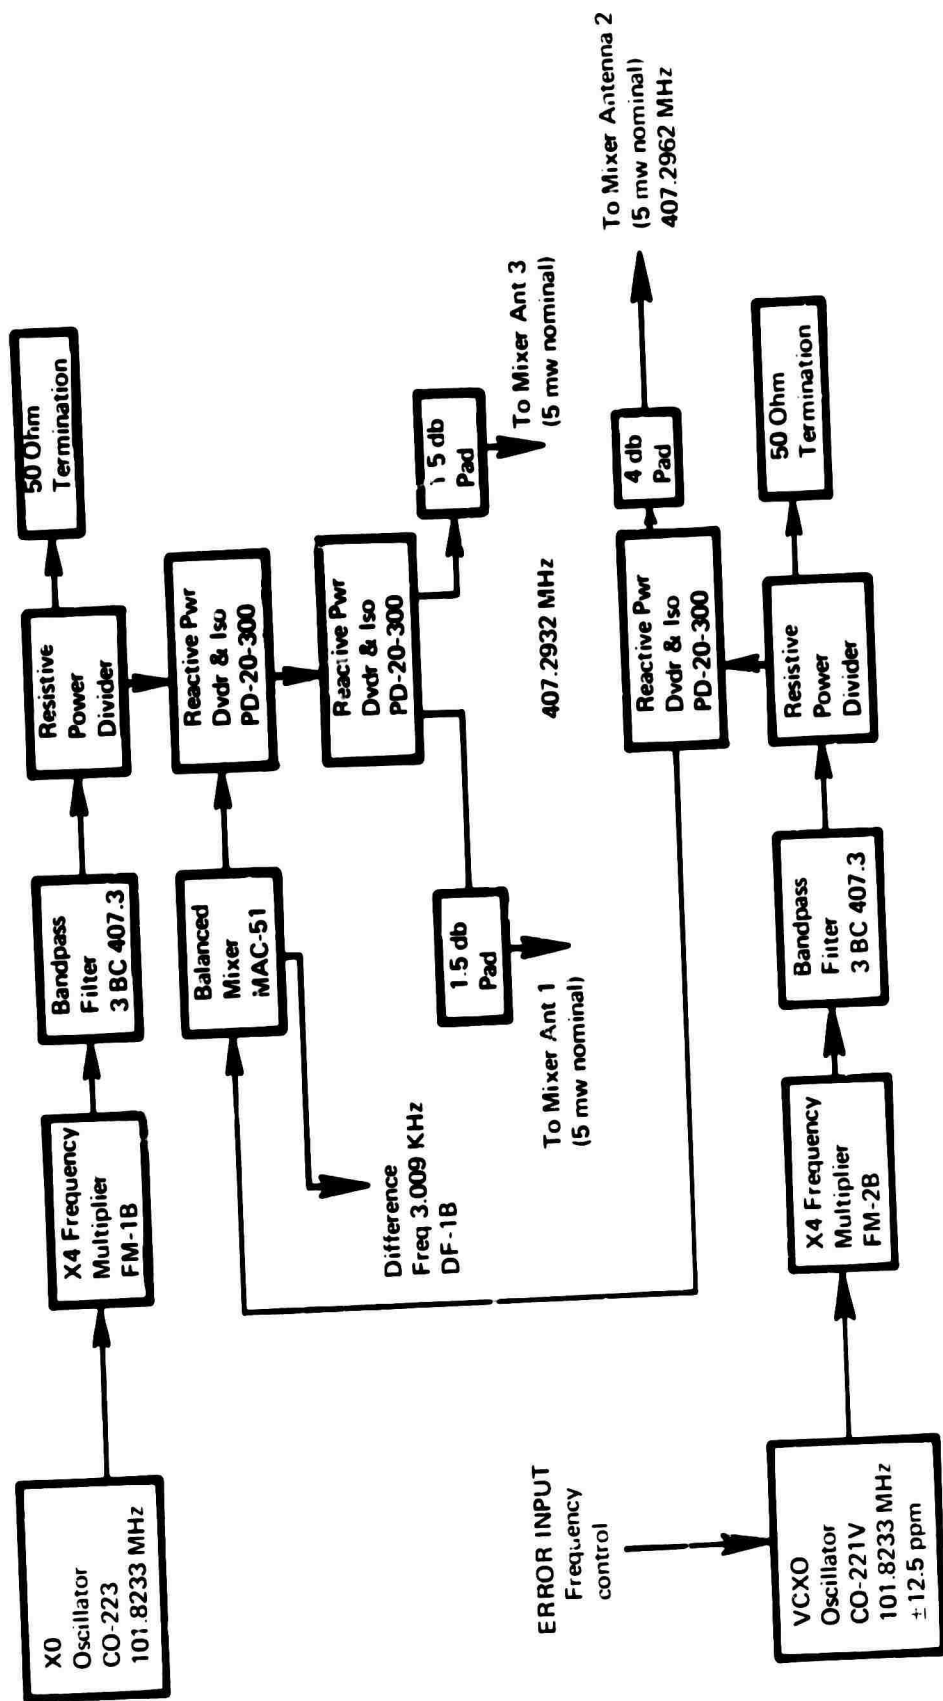 XO
Oscillator
CO-223
101.8233 MHz
X4 Frequency
Multiplier
FM-1B
Bandpass
Filter
3 BC 407.3
Resistive
Power
Divider
50 Ohm
Termination
Balanced
Mixer
MAC-51
Reactive Pwr
Dvdr & Iso
PD-20-300
Difference
Freq 3.009 KHz
DF-1B
Reactive Pwr
Dvdr & Iso
PD-20-300
1.5 db
Pad
To Mixer Ant 1
(5 mw nominal)
5 db
Pad
To Mixer Ant 3
(5 mw nominal)
407.2932 MHz
Reactive Pwr
Dvdr & Iso
PD-20-300
4 db
Pad
To Mixer Antenna 2
(5 mw nominal)
407.2962 MHz
ERROR INPUT
Frequency
control
VCXO
Oscillator
CO-221V
101.8233 MHz
± 12.5 ppm
X4 Frequency
Multiplier
FM-2B
Bandpass
Filter
3 BC 407.3
Resistive
Power
Divider
50 Ohm
Termination